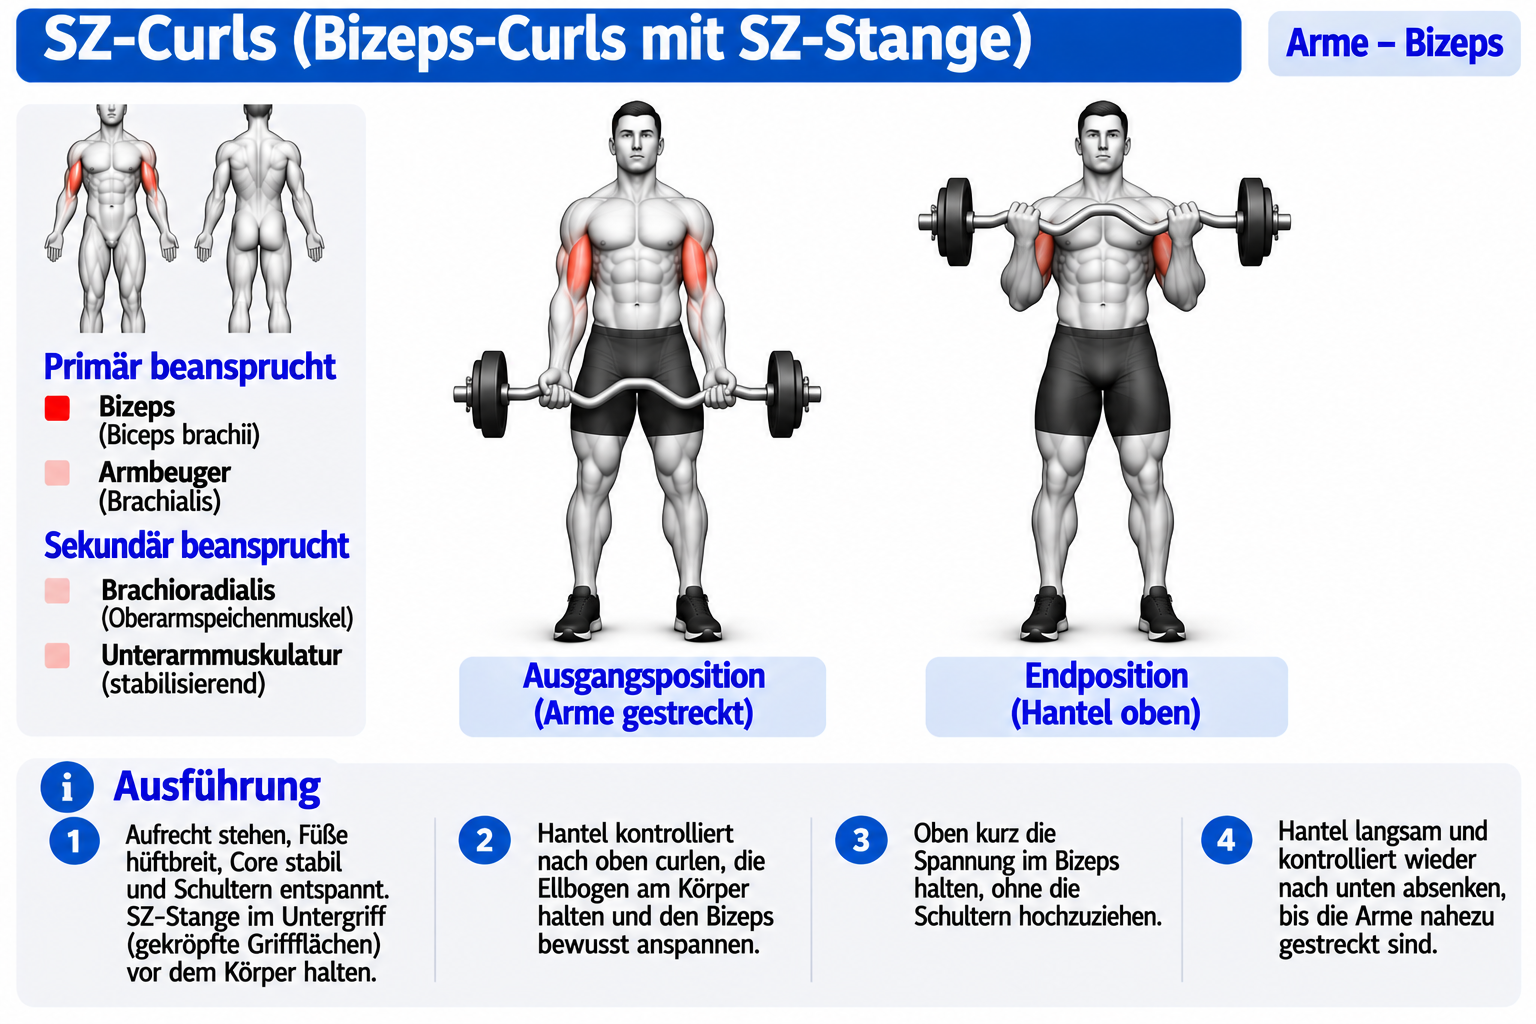 SZ-Curls (Bizeps-Curls mit SZ-Stange)
Arme – Bizeps
Primär beansprucht
Bizeps
(Biceps brachii)
Armbeuger
(Brachialis)
Sekundär beansprucht
Brachioradialis
(Oberarmspeichenmuskel)
Unterarmmuskulatur
(stabilisierend)
Ausgangsposition
(Arme gestreckt)
Endposition
(Hantel oben)
i Ausführung
1
Aufrecht stehen, Füße
hüftbreit, Core stabil
und Schultern entspannt.
SZ-Stange im Untergriff
(gekröpfte Griffflächen)
vor dem Körper halten.
2
Hantel kontrolliert
nach oben curlen, die
Ellbogen am Körper
halten und den Bizeps
bewusst anspannen.
3
Oben kurz die
Spannung im Bizeps
halten, ohne die
Schultern hochzuziehen.
4
Hantel langsam und
kontrolliert wieder
nach unten absenken,
bis die Arme nahezu
gestreckt sind.